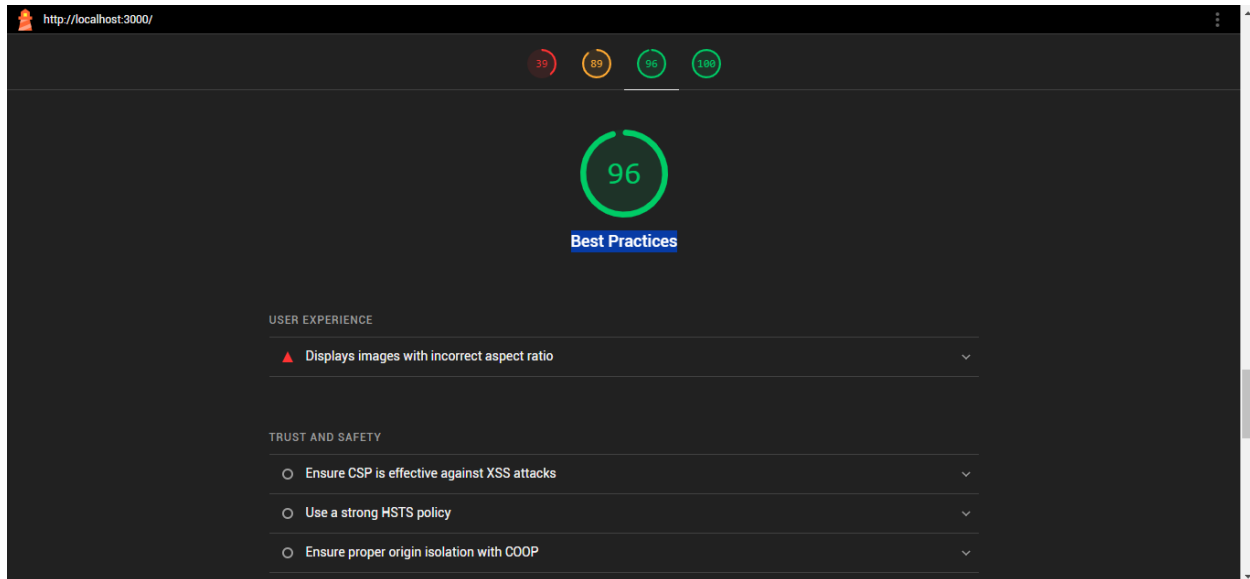 http://localhost:3000/
39 89 96 100
96
Best Practices
USER EXPERIENCE
Displays images with incorrect aspect ratio
TRUST AND SAFETY
Ensure CSP is effective against XSS attacks
Use a strong HSTS policy
Ensure proper origin isolation with COOP